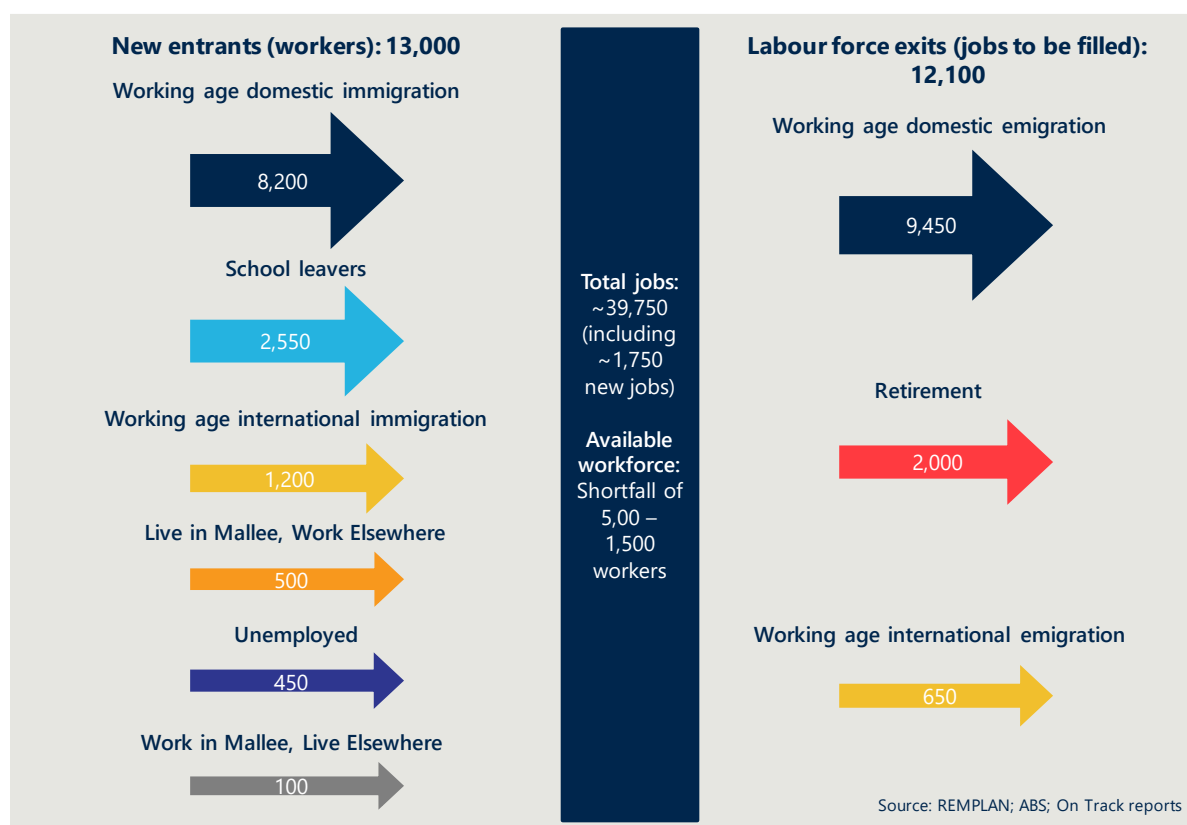 New entrants (workers): 13,000
Working age domestic immigration
8,200
School leavers
2,550
Working age international immigration
1,200
Live in Mallee, Work Elsewhere
500
Unemployed
450
Work in Mallee, Live Elsewhere
100
Total jobs:
~39,750
(including
~1,750
new jobs)
Available
workforce:
Shortfall of
5,00 –
1,500
workers
Labour force exits (jobs to be filled):
12,100
Working age domestic emigration
9,450
Retirement
2,000
Working age international emigration
650
Source: REMPLAN; ABS; On Track reports